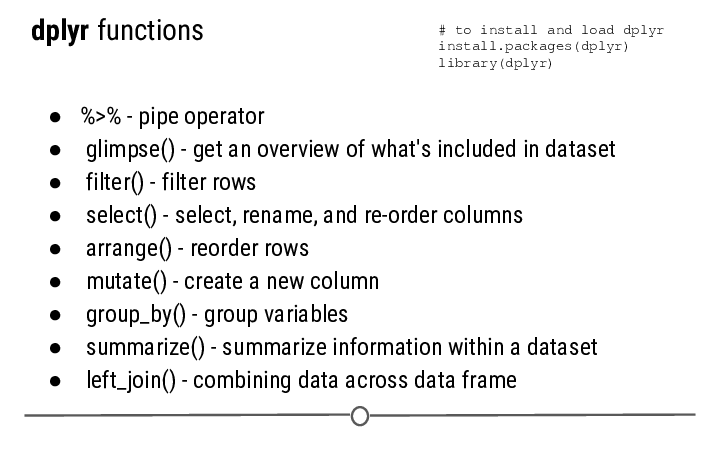 dplyr functions
# to install and load dplyr
install.packages(dplyr)
library(dplyr)
● %>% - pipe operator
● glimpse() - get an overview of what's included in dataset
● filter() - filter rows
● select() - select, rename, and re-order columns
● arrange() - reorder rows
● mutate() - create a new column
● group_by() - group variables
● summarize() - summarize information within a dataset
● left_join() - combining data across data frame